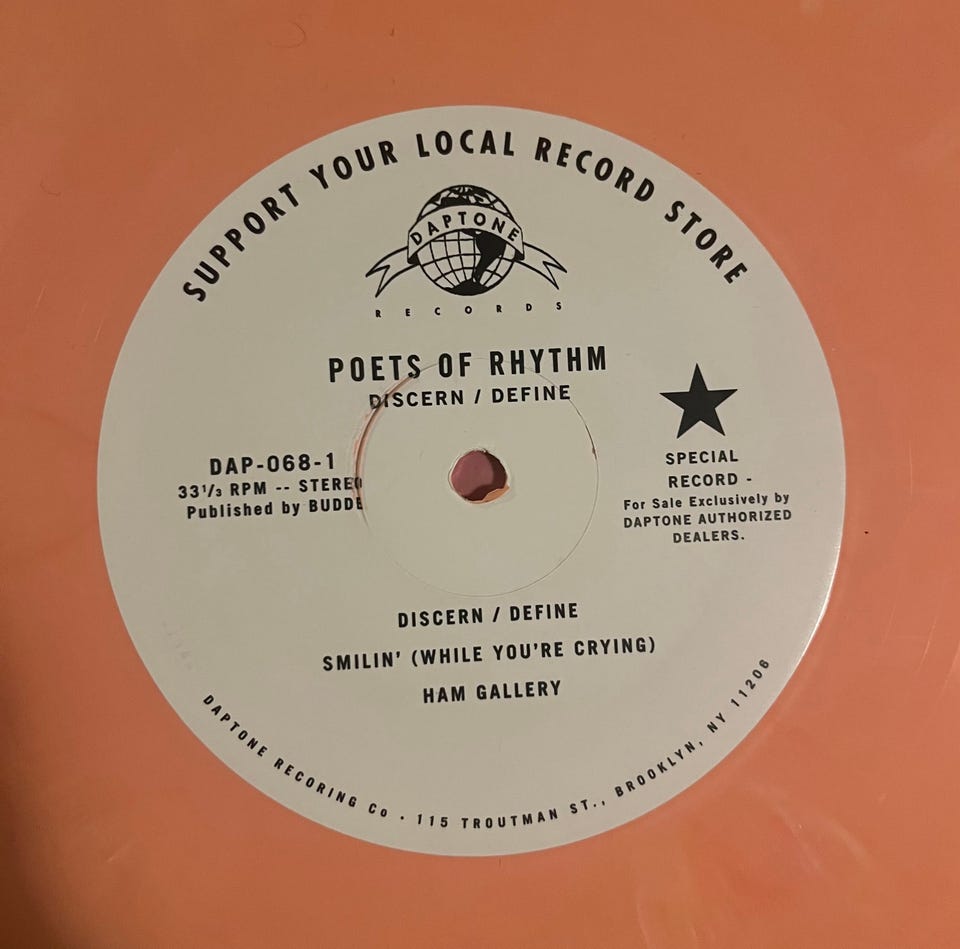 SUPPORT YOUR LOCAL RECORD STORE
DAPTONE
RECORDS
POETS OF RHYTHM
DISCERN / DEFINE
DAP-068-1
33¹/₃ RPM -- STEREO
Published by BUDDE
SPECIAL
RECORD -
For Sale Exclusively by
DAPTONE AUTHORIZED
DEALERS.
DISCERN / DEFINE
SMILIN' (WHILE YOU'RE CRYING)
HAM GALLERY
DAPTONE RECORING Co · 115 TROUTMAN ST., BROOKLYN, NY 11206